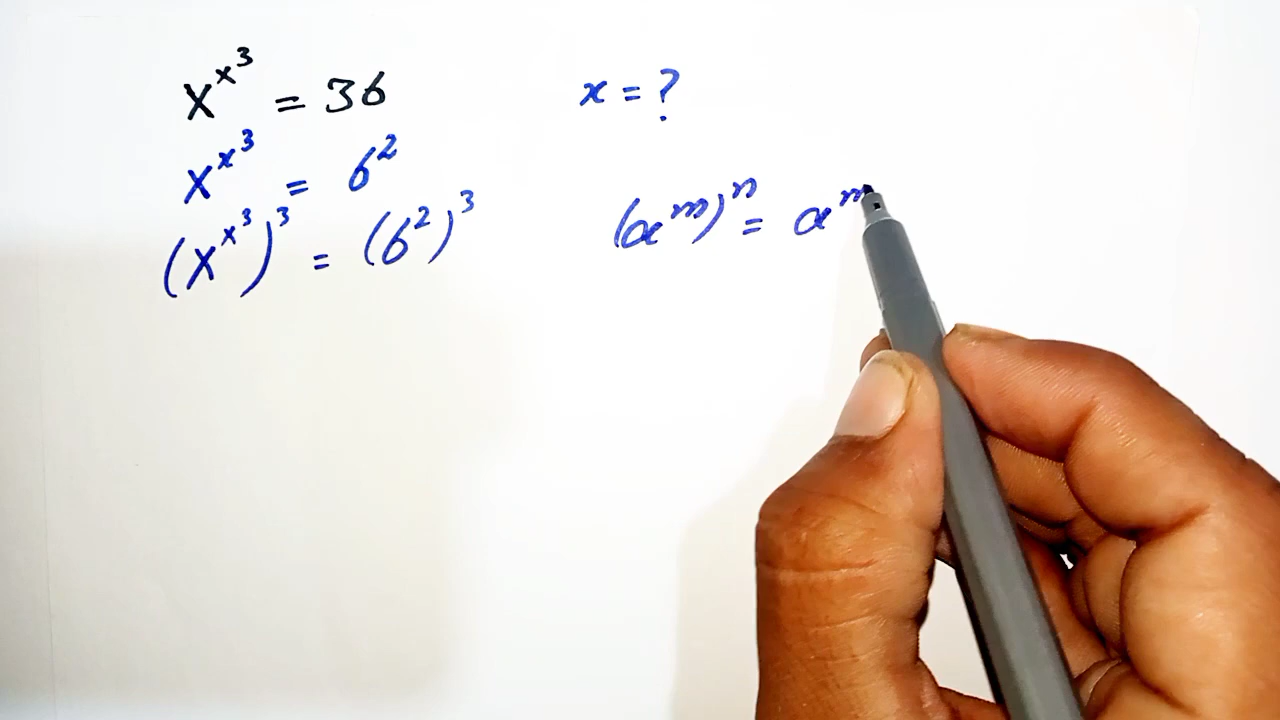 x^{x^3} = 36
x = ?
x^{x^3} = 6^2
(x^{x^3})^3 = (6^2)^3
(a^m)^n = a^m